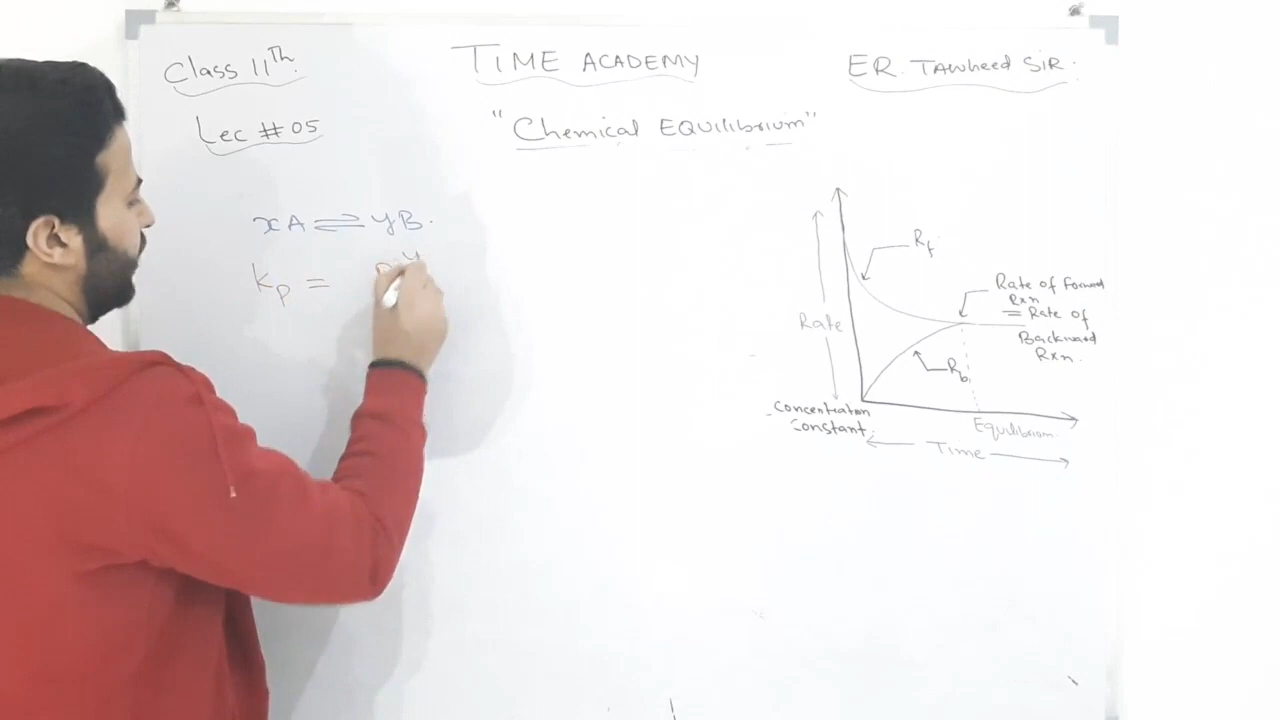 Class 11th.
TIME ACADEMY
ER. Tawheed SIR.
Lec # 05
"Chemical EQUilibrium"
xA ⇌ yB.
Kp =
Rf
Rate of Forward
Rxn
= Rate of
Backward
Rxn.
Rate
Rb
Concentraton
Constant.
Equilibrium.
Time